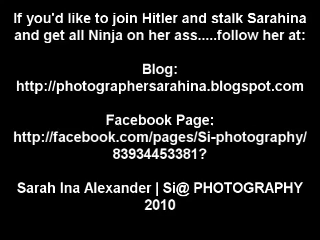 If you'd like to join Hitler and stalk Sarahina
and get all Ninja on her ass.....follow her at:
Blog:
http://photographersarahina.blogspot.com
Facebook Page:
http://facebook.com/pages/Si-photography/
83934453381?
Sarah Ina Alexander | Si@ PHOTOGRAPHY
2010